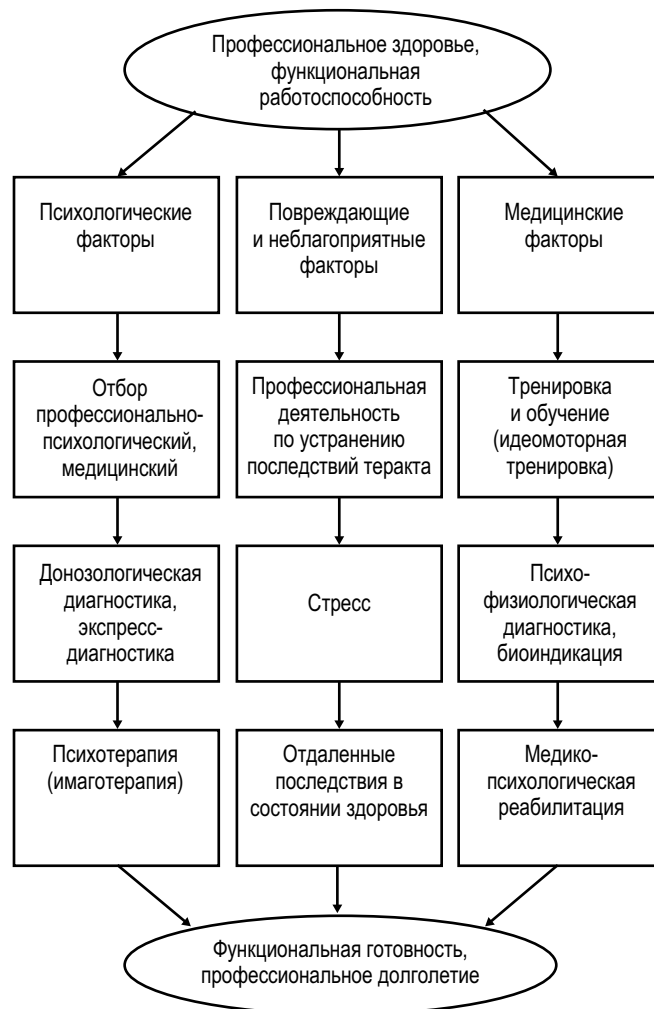 Профессиональное здоровье,
функциональная
работоспособность
Психологические
факторы
Повреждающие
и неблагоприятные
факторы
Медицинские
факторы
Отбор
профессионально-
психологический,
медицинский
Профессиональная
деятельность
по устранению
последствий теракта
Тренировка
и обучение
(идеомоторная
тренировка)
Донозологическая
диагностика,
экспресс-
диагностика
Стресс
Психо-
физиологическая
диагностика,
биоиндикация
Психотерапия
(имаготерапия)
Отдаленные
последствия в
состоянии здоровья
Медико-
психологическая
реабилитация
Функциональная готовность,
профессиональное долголетие